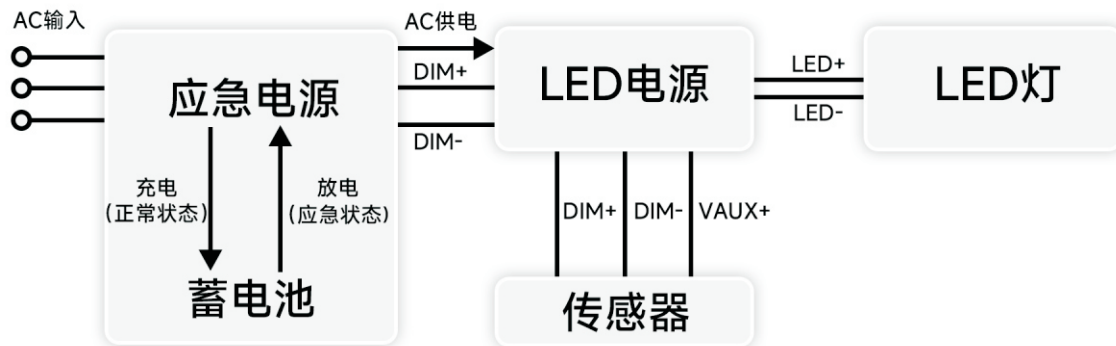 AC输入
AC供电
应急电源
DIM+
DIM-
LED电源
LED+
LED-
LED灯
充电
(正常状态)
放电
(应急状态)
DIM+
DIM-
VAUX+
蓄电池
传感器